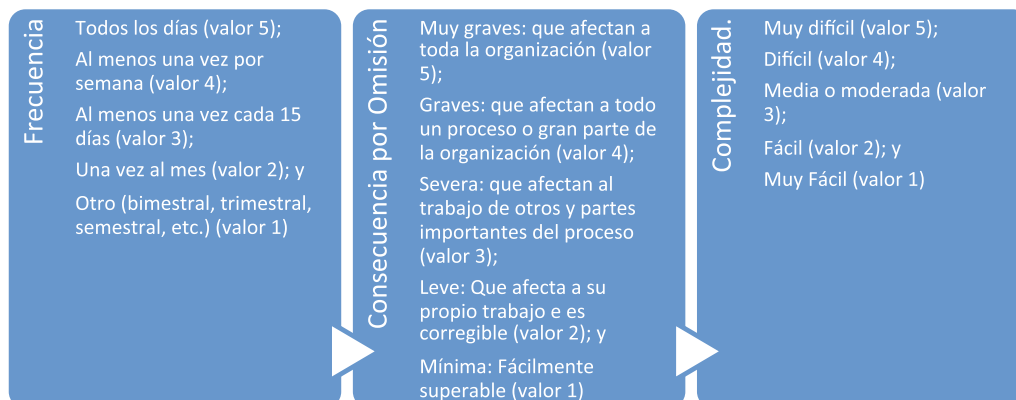 Frecuencia
Todos los días (valor 5);
Al menos una vez por
semana (valor 4);
Al menos una vez cada 15
días (valor 3);
Una vez al mes (valor 2); y
Otro (bimestral, trimestral,
semestral, etc.) (valor 1)
Consecuencia por Omisión
Muy graves: que afectan a
toda la organización (valor
5);
Graves: que afectan a todo
un proceso o gran parte de
la organización (valor 4);
Severa: que afectan al
trabajo de otros y partes
importantes del proceso
(valor 3);
Leve: Que afecta a su
propio trabajo e es
corregible (valor 2); y
Mínima: Fácilmente
superable (valor 1)
Complejidad.
Muy difícil (valor 5);
Difícil (valor 4);
Media o moderada (valor
3);
Fácil (valor 2); y
Muy Fácil (valor 1)